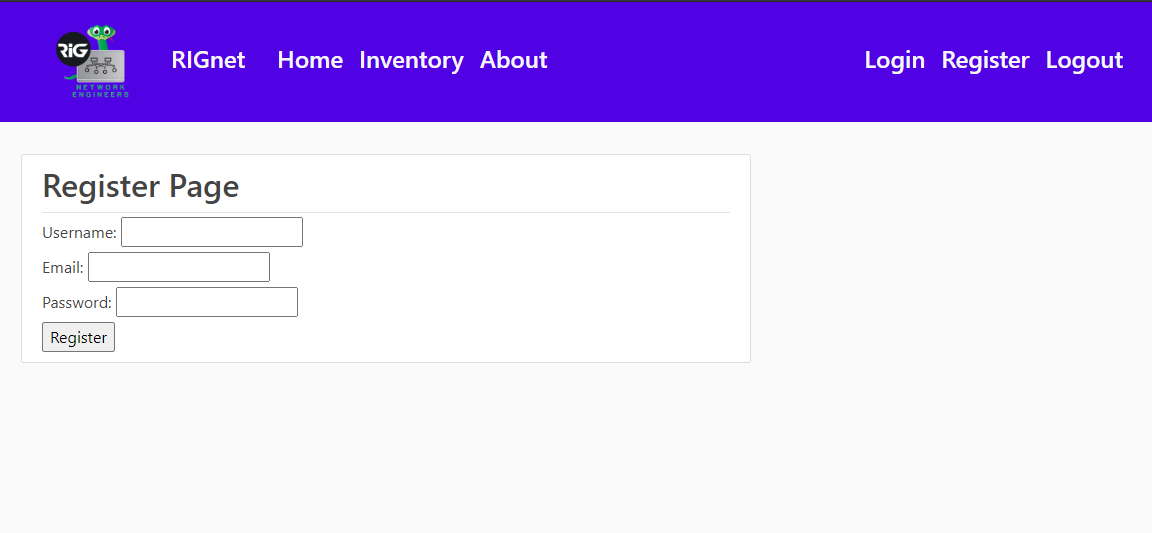 RiG
NETWORK
ENGINEERS
RIGnet Home Inventory About Login Register Logout
Register Page
Username:
Email:
Password:
Register